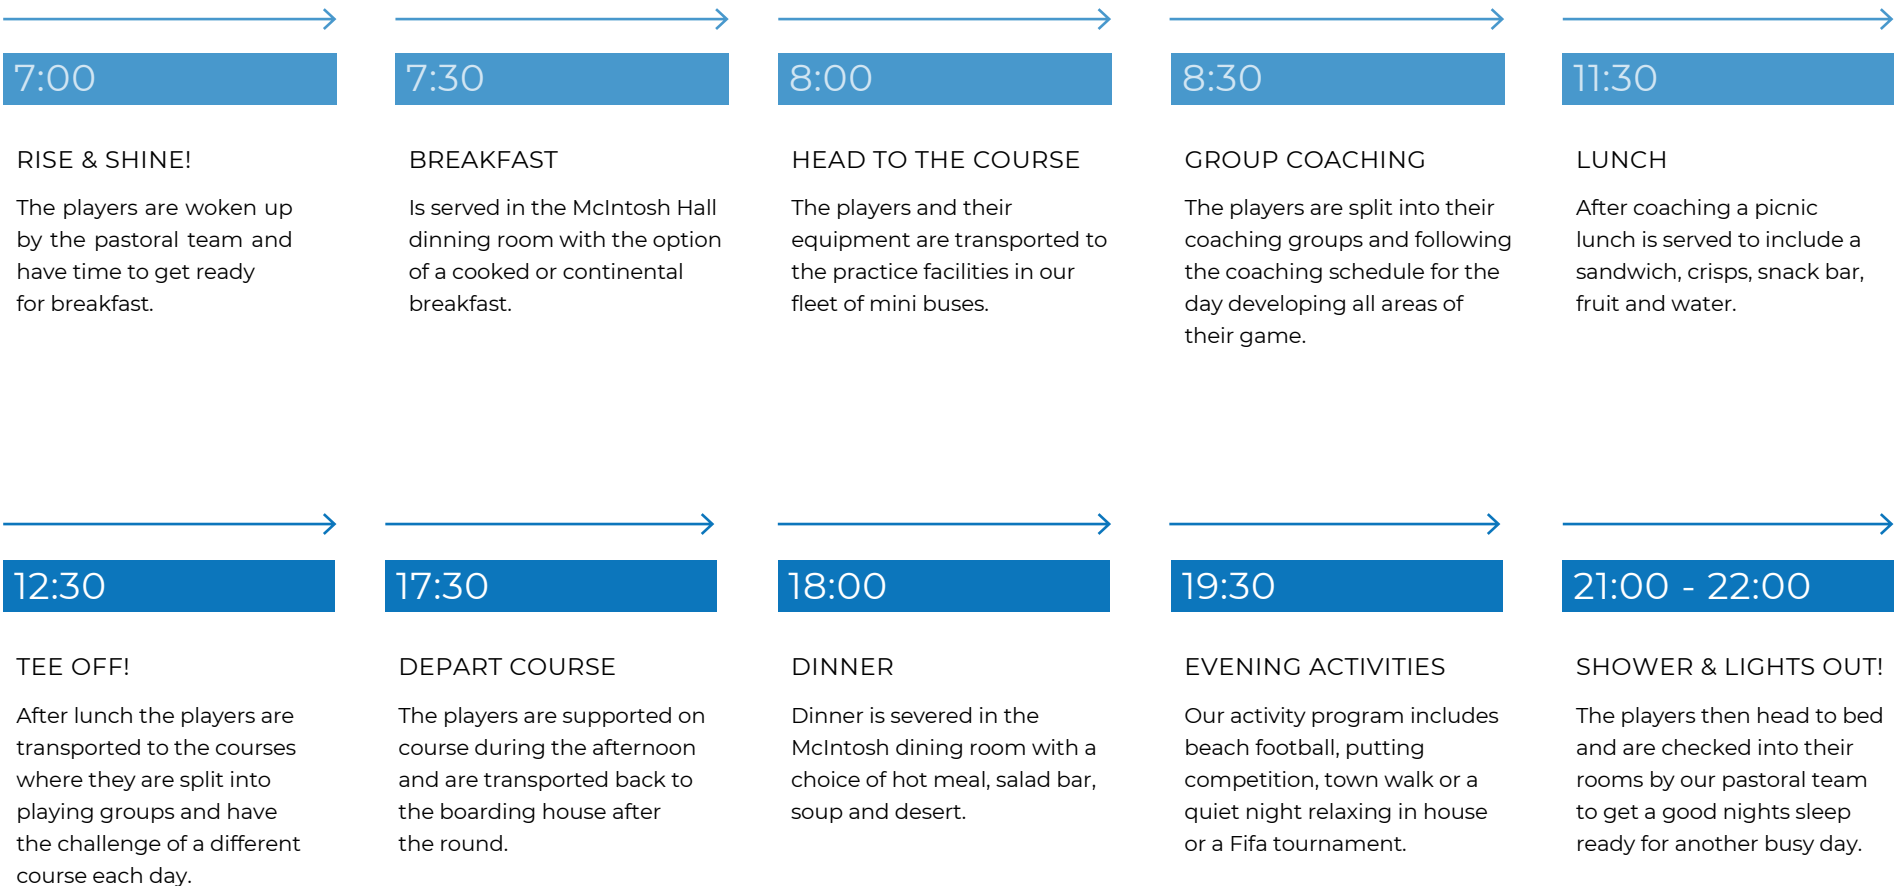 7:00
RISE & SHINE!
The players are woken up
by the pastoral team and
have time to get ready
for breakfast.
7:30
BREAKFAST
Is served in the McIntosh Hall
dinning room with the option
of a cooked or continental
breakfast.
8:00
HEAD TO THE COURSE
The players and their
equipment are transported to
the practice facilities in our
fleet of mini buses.
8:30
GROUP COACHING
The players are split into their
coaching groups and following
the coaching schedule for the
day developing all areas of
their game.
11:30
LUNCH
After coaching a picnic
lunch is served to include a
sandwich, crisps, snack bar,
fruit and water.
12:30
TEE OFF!
After lunch the players are
transported to the courses
where they are split into
playing groups and have
the challenge of a different
course each day.
17:30
DEPART COURSE
The players are supported on
course during the afternoon
and are transported back to
the boarding house after
the round.
18:00
DINNER
Dinner is severed in the
McIntosh dining room with a
choice of hot meal, salad bar,
soup and desert.
19:30
EVENING ACTIVITIES
Our activity program includes
beach football, putting
competition, town walk or a
quiet night relaxing in house
or a Fifa tournament.
21:00 - 22:00
SHOWER & LIGHTS OUT!
The players then head to bed
and are checked into their
rooms by our pastoral team
to get a good nights sleep
ready for another busy day.